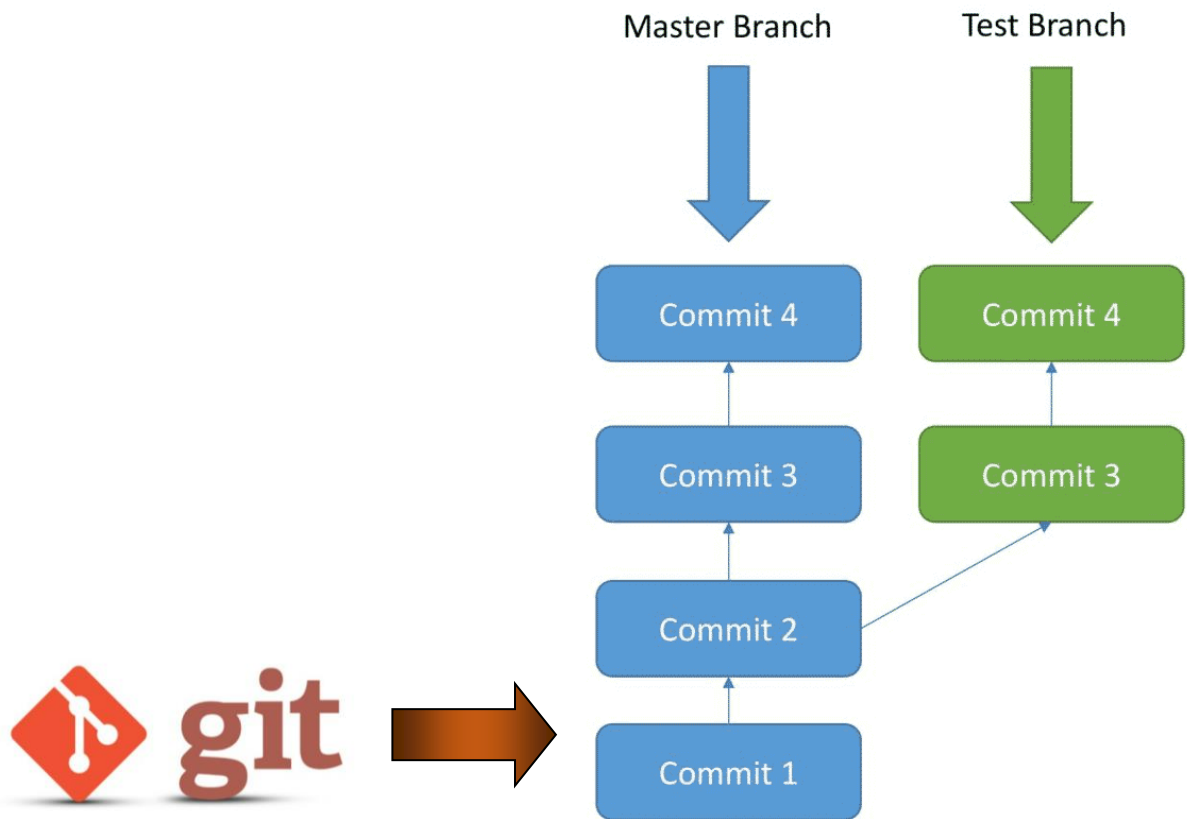 Master Branch
Test Branch
Commit 4
Commit 4
Commit 3
Commit 3
Commit 2
git
Commit 1